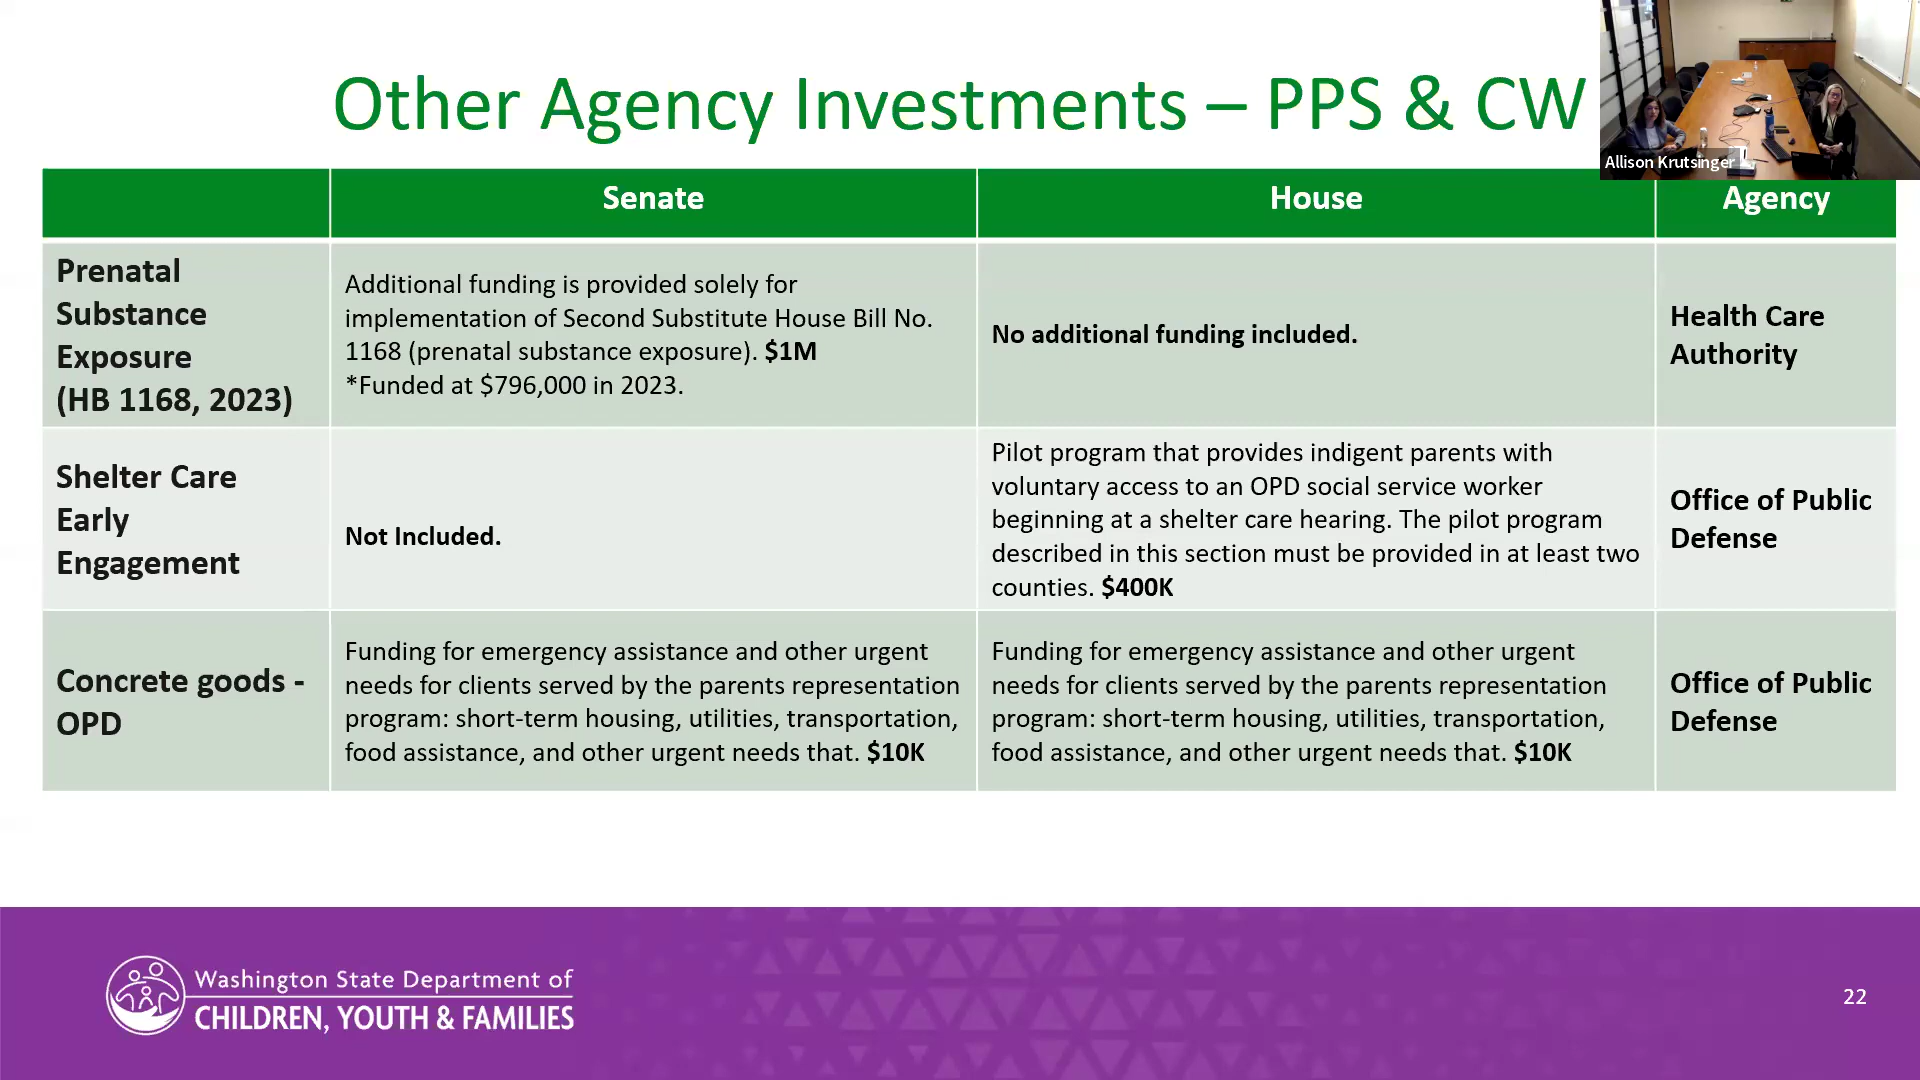 Other Agency Investments – PPS & CW
Allison Krutsinger
Senate
House
Agency
Prenatal
Substance
Exposure
(HB 1168, 2023)
Additional funding is provided solely for
implementation of Second Substitute House Bill No.
1168 (prenatal substance exposure). $1M
*Funded at $796,000 in 2023.
No additional funding included.
Health Care
Authority
Shelter Care
Early
Engagement
Not Included.
Pilot program that provides indigent parents with
voluntary access to an OPD social service worker
beginning at a shelter care hearing. The pilot program
described in this section must be provided in at least two
counties. $400K
Office of Public
Defense
Concrete goods -
OPD
Funding for emergency assistance and other urgent
needs for clients served by the parents representation
program: short-term housing, utilities, transportation,
food assistance, and other urgent needs that. $10K
Funding for emergency assistance and other urgent
needs for clients served by the parents representation
program: short-term housing, utilities, transportation,
food assistance, and other urgent needs that. $10K
Office of Public
Defense
Washington State Department of
CHILDREN, YOUTH & FAMILIES
22